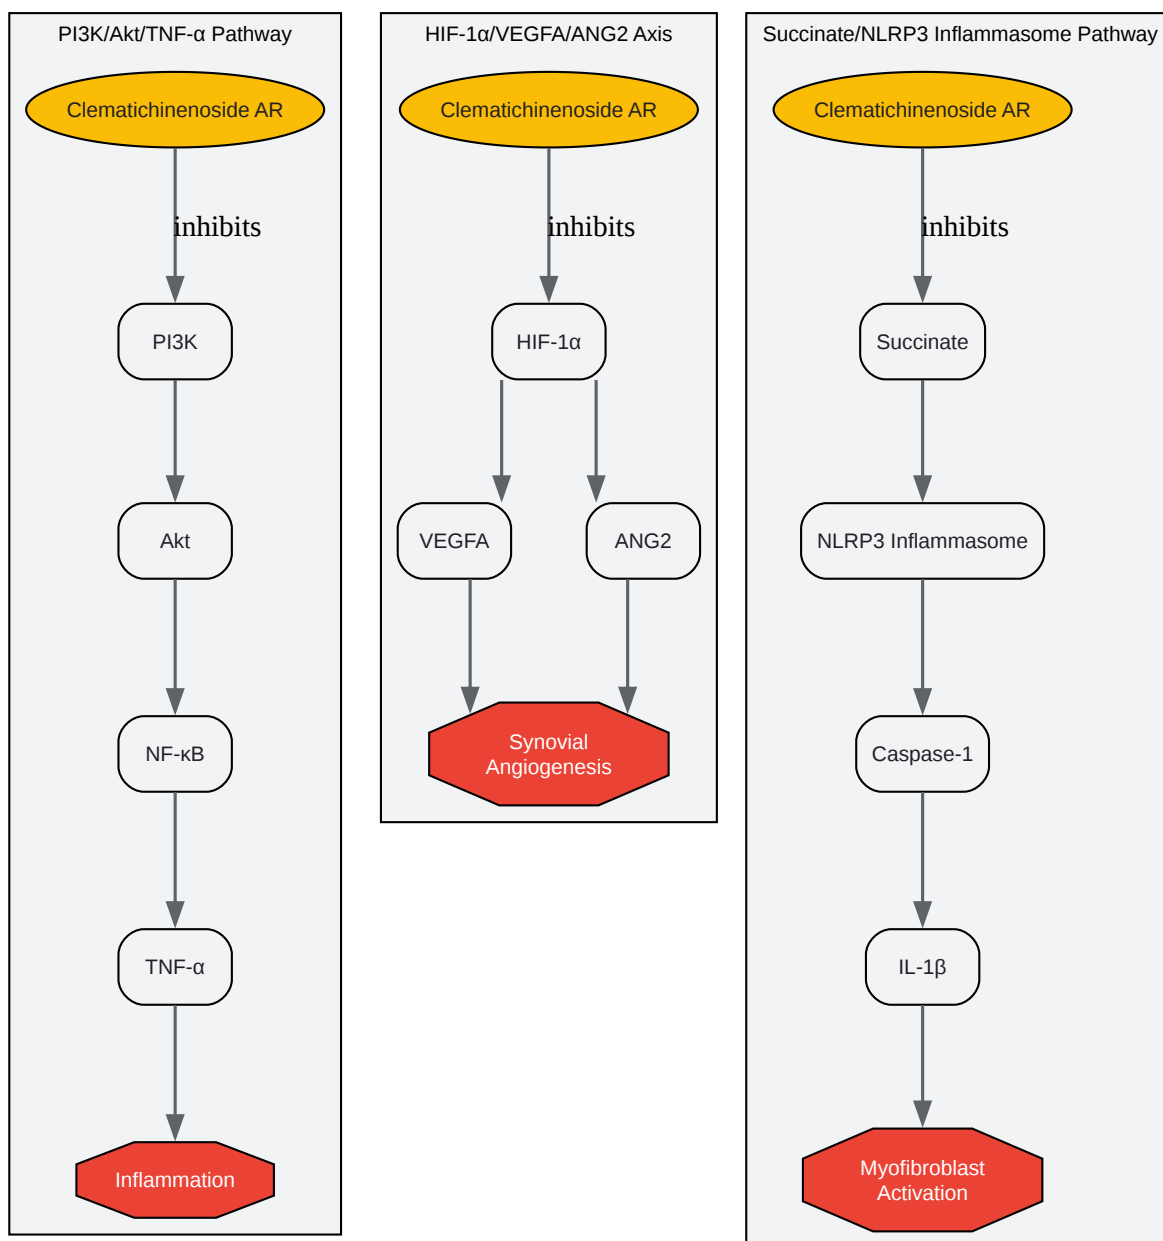 PI3K/Akt/TNF-α Pathway
Clematichinenoside AR
inhibits
PI3K
Akt
NF-κB
TNF-α
Inflammation
HIF-1α/VEGFA/ANG2 Axis
Clematichinenoside AR
inhibits
HIF-1α
VEGFA
ANG2
Synovial
Angiogenesis
Succinate/NLRP3 Inflammasome Pathway
Clematichinenoside AR
inhibits
Succinate
NLRP3 Inflammasome
Caspase-1
IL-1β
Myofibroblast
Activation